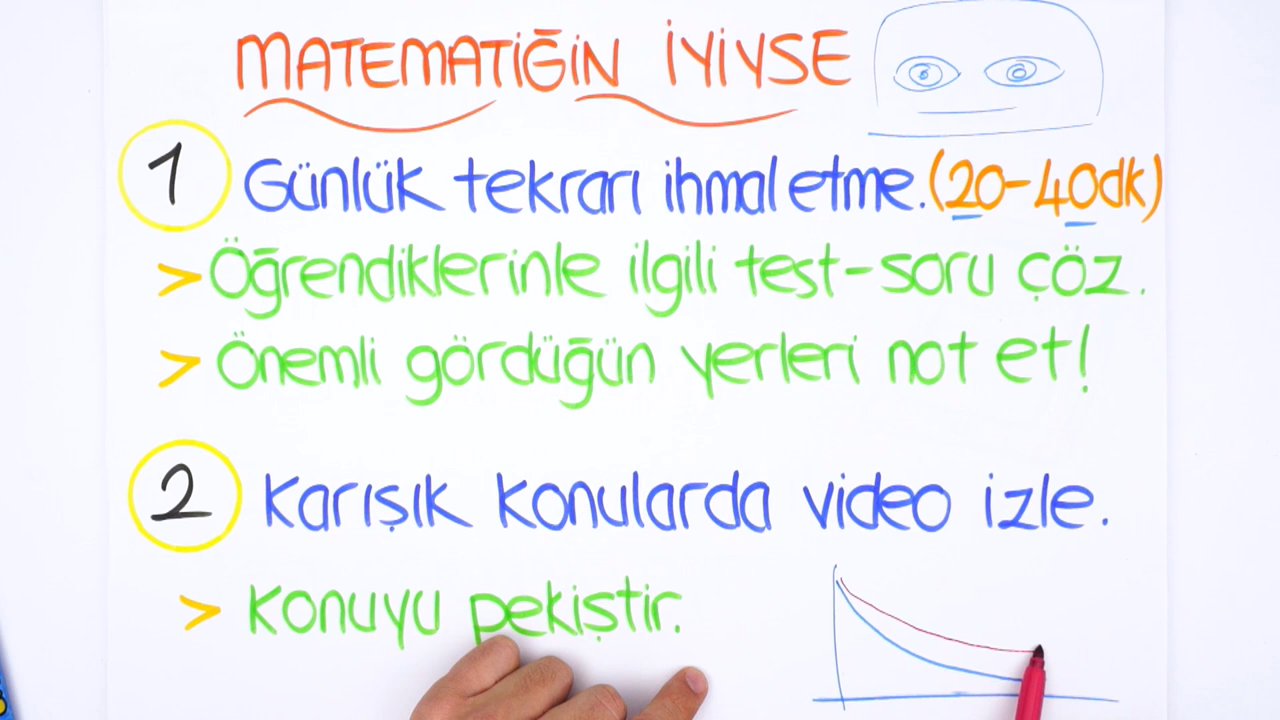 MATEMATİĞİN İYİYSE
1 Günlük tekrarı ihmal etme. (20-40dk)
> Öğrendiklerinle ilgili test-soru çöz.
> Önemli gördüğün yerleri not et!
2 Karışık konularda video izle.
> Konuyu pekiştir.